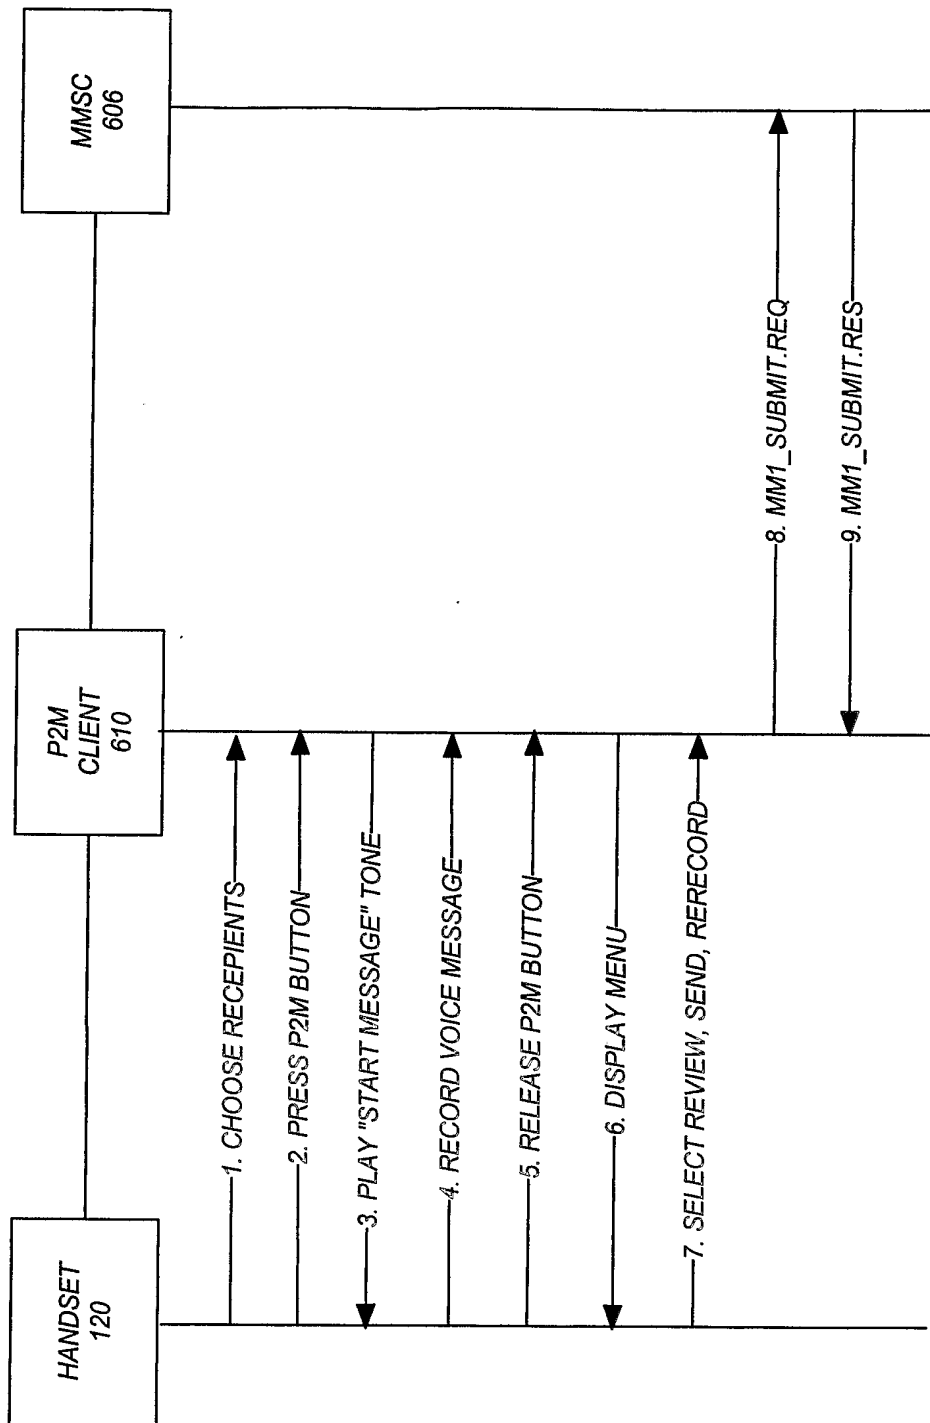 HANDSET
120
P2M
CLIENT
610
MMSC
606
1. CHOOSE RECEPIENTS
2. PRESS P2M BUTTON
3. PLAY "START MESSAGE" TONE
4. RECORD VOICE MESSAGE
5. RELEASE P2M BUTTON
6. DISPLAY MENU
7. SELECT REVIEW, SEND, RERECORD
8. MM1_SUBMIT.REQ
9. MM1_SUBMIT.RES